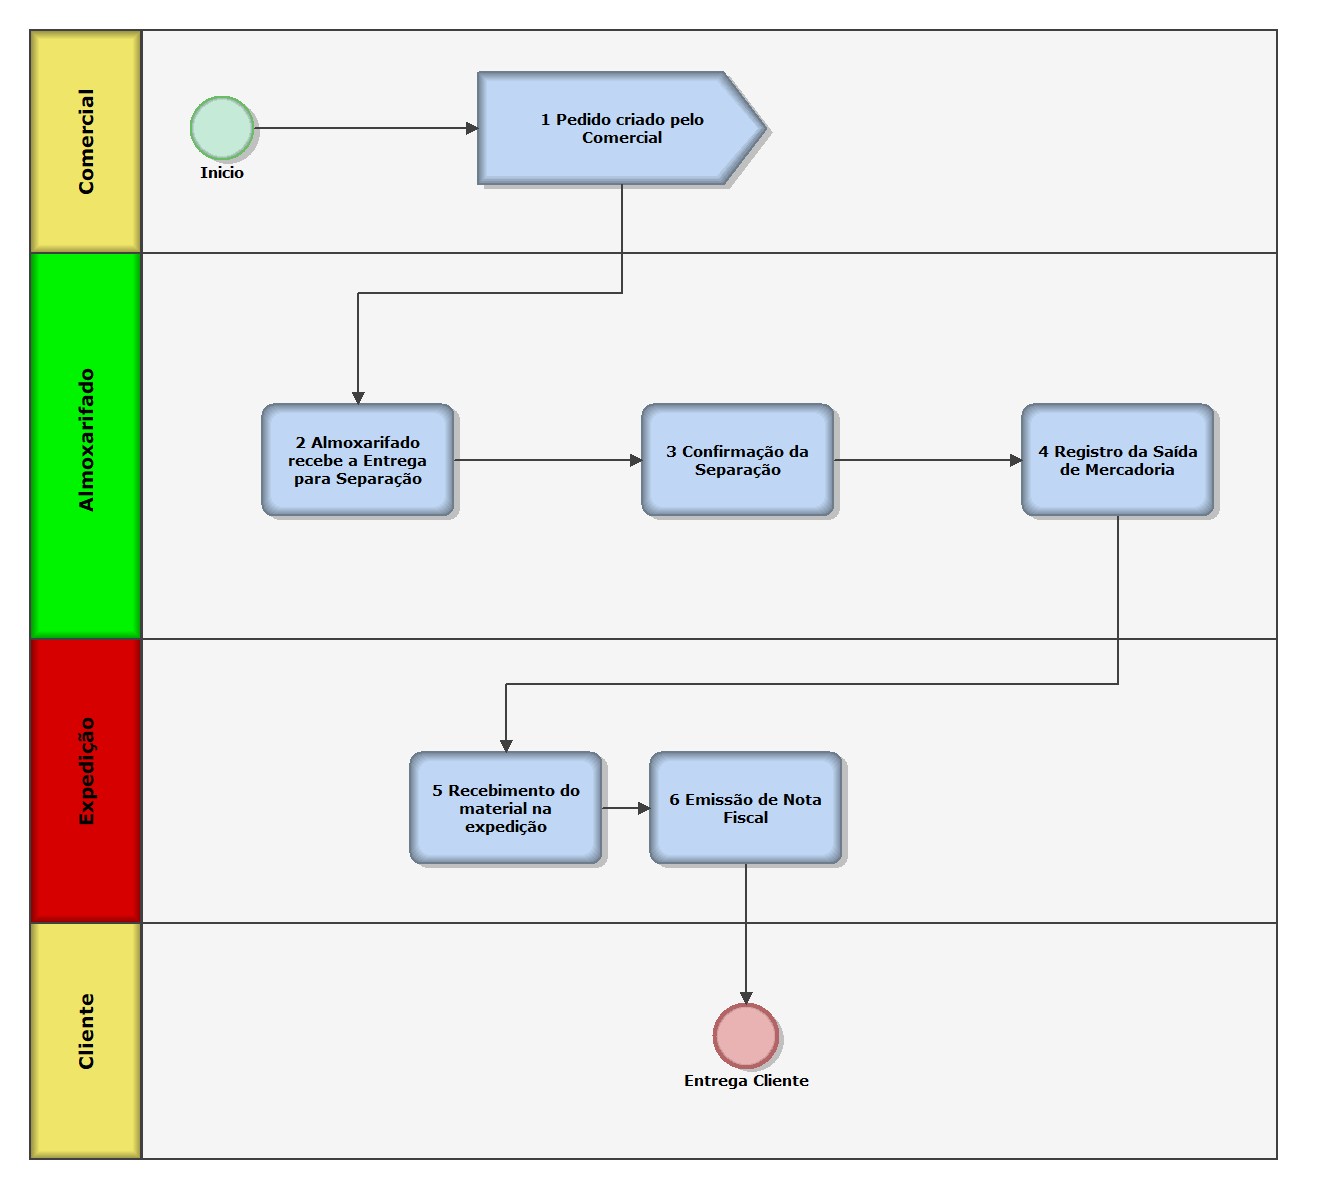 Comercial
Inicio
1 Pedido criado pelo
Comercial
Almoxarifado
2 Almoxarifado
recebe a Entrega
para Separação
3 Confirmação da
Separação
4 Registro da Saída
de Mercadoria
Expedição
5 Recebimento do
material na
expedição
6 Emissão de Nota
Fiscal
Cliente
Entrega Cliente